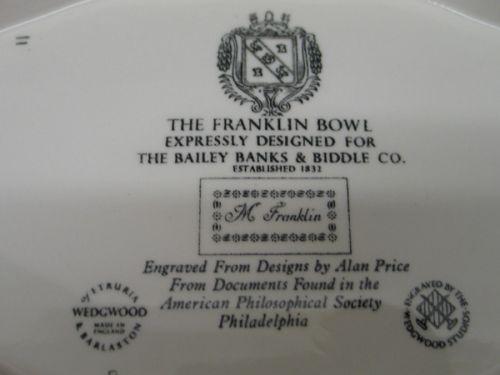 THE FRANKLIN BOWL
EXPRESSLY DESIGNED FOR
THE BAILEY BANKS & BIDDLE CO.
ESTABLISHED 1832
M Franklin
Engraved From Designs by Alan Price
From Documents Found in the
American Philosophical Society
Philadelphia
OF ETRURIA
WEDGWOOD
MADE IN
ENGLAND
& BARLASTON
ENGRAVED BY THE
WEDGWOOD STUDIOS